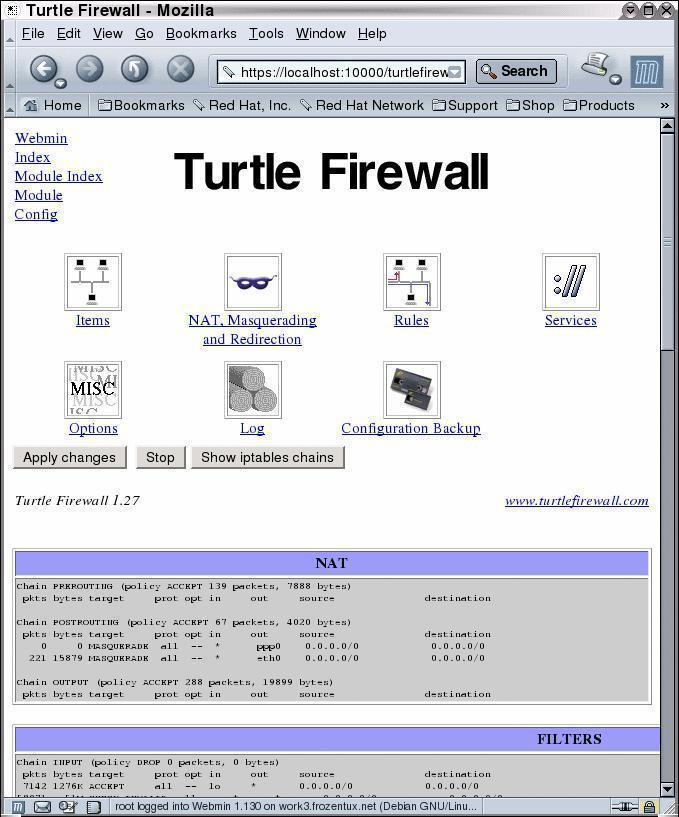 Turtle Firewall - Mozilla
File Edit View Go Bookmarks Tools Window Help
https://localhost:10000/turtlefirew
Search
Home Bookmarks Red Hat, Inc. Red Hat Network Support Shop Products »
Webmin
Index
Module Index
Module
Config
Turtle Firewall
Items
NAT, Masquerading
and Redirection
Rules
Services
MISC
Options
Log
Configuration Backup
Apply changes Stop Show iptables chains
Turtle Firewall 1.27 www.turtlefirewall.com
NAT
Chain PREROUTING (policy ACCEPT 139 packets, 7888 bytes)
pkts bytes target prot opt in out source destination
Chain POSTROUTING (policy ACCEPT 67 packets, 4020 bytes)
pkts bytes target prot opt in out source destination
0 0 MASQUERADE all -- * ppp0 0.0.0.0/0 0.0.0.0/0
221 15879 MASQUERADE all -- * eth0 0.0.0.0/0 0.0.0.0/0
Chain OUTPUT (policy ACCEPT 288 packets, 19899 bytes)
pkts bytes target prot opt in out source destination
FILTERS
Chain INPUT (policy DROP 0 packets, 0 bytes)
pkts bytes target prot opt in out source destination
7142 1276K ACCEPT all -- lo * 0.0.0.0/0 0.0.0.0/0
root logged into Webmin 1.130 on work3.frozentux.net (Debian GNU/Linu...